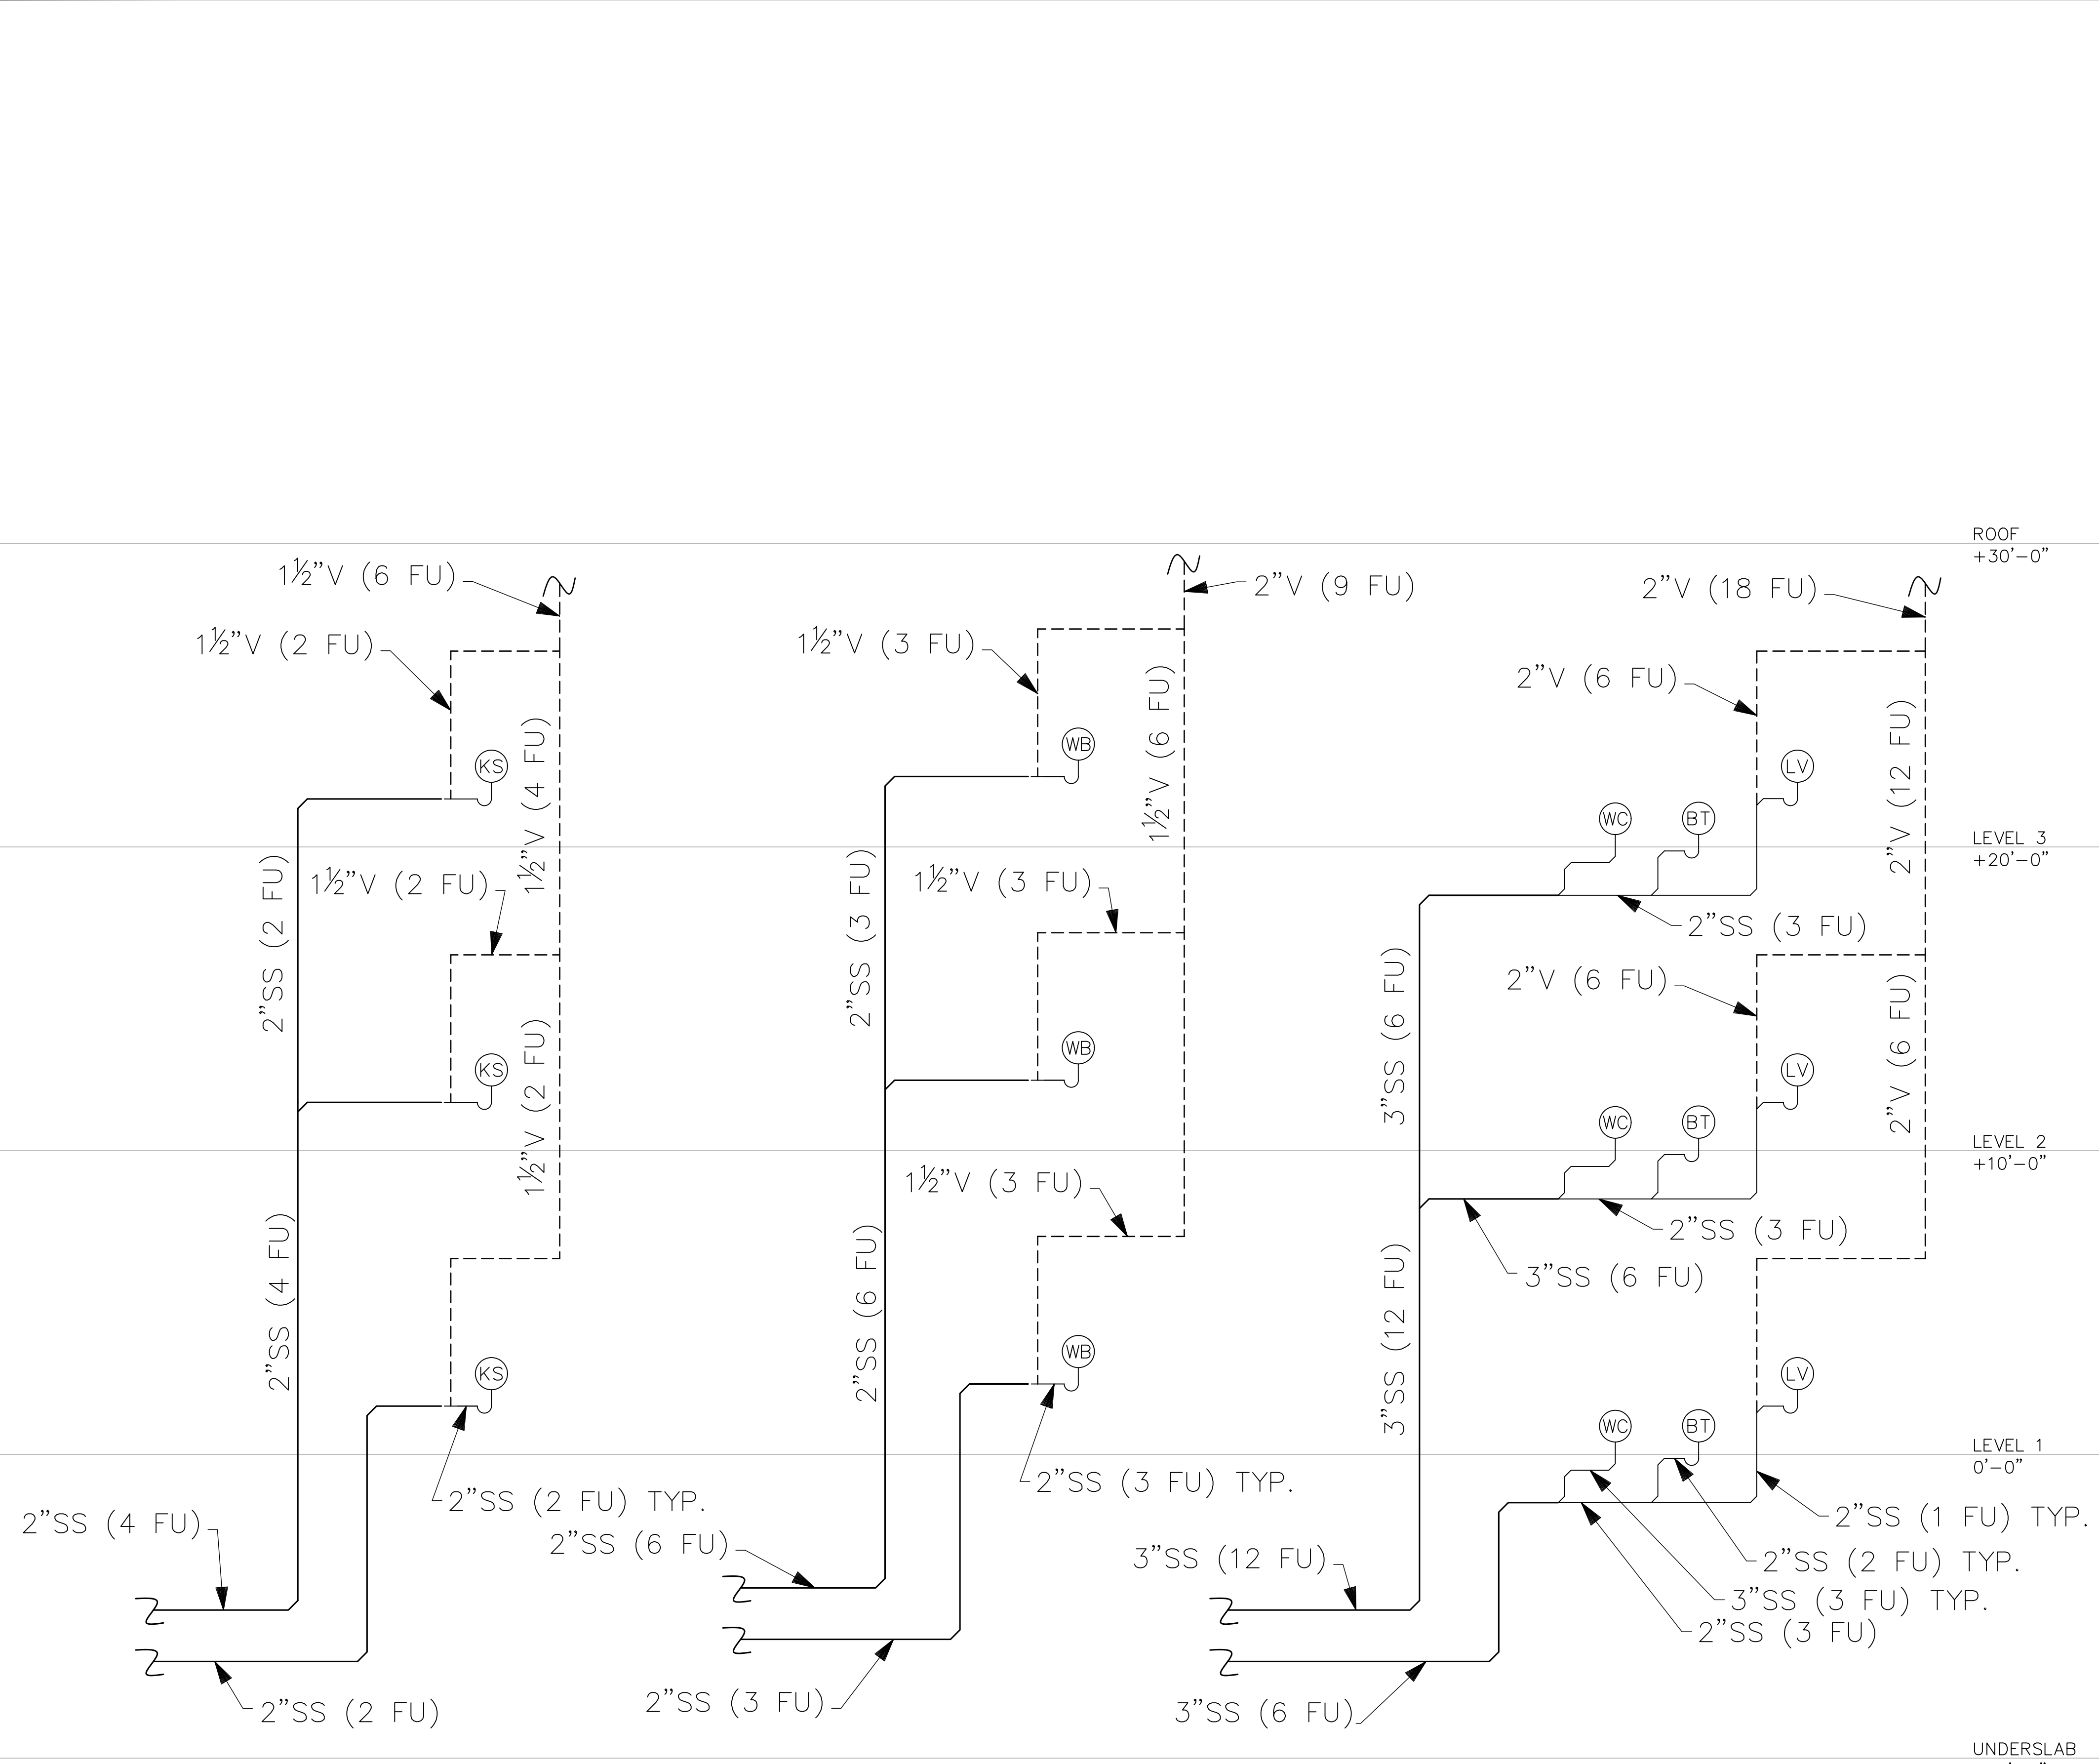 ROOF
+30'-0"
1½"V (6 FU)
2"V (9 FU)
2"V (18 FU)
1½"V (2 FU)
1½"V (3 FU)
2"V (6 FU)
1½"V (4 FU)
1½"V (6 FU)
2"V (12 FU)
KS
WB
LV
WC
BT
LEVEL 3
+20'-0"
2"SS (2 FU)
1½"V (2 FU)
2"SS (3 FU)
1½"V (3 FU)
2"SS (3 FU)
3"SS (6 FU)
2"V (6 FU)
2"V (6 FU)
1½"V (2 FU)
KS
WB
LV
WC
BT
LEVEL 2
+10'-0"
1½"V (3 FU)
2"SS (3 FU)
3"SS (6 FU)
2"SS (4 FU)
2"SS (6 FU)
3"SS (12 FU)
KS
WB
LV
WC
BT
LEVEL 1
0'-0"
2"SS (2 FU) TYP.
2"SS (3 FU) TYP.
2"SS (1 FU) TYP.
2"SS (4 FU)
2"SS (6 FU)
3"SS (12 FU)
2"SS (2 FU) TYP.
3"SS (3 FU) TYP.
2"SS (3 FU)
2"SS (2 FU)
2"SS (3 FU)
3"SS (6 FU)
UNDERSLAB